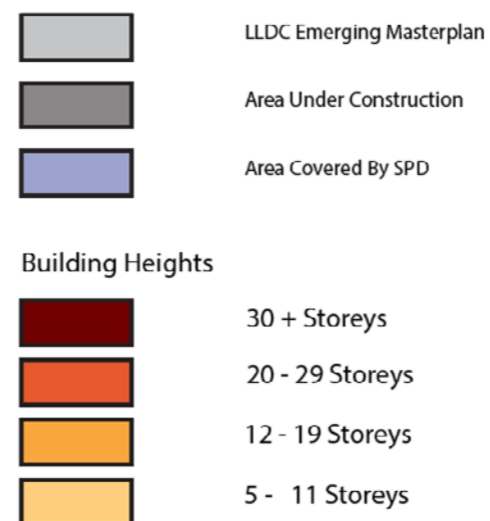 LLDC Emerging Masterplan
Area Under Construction
Area Covered By SPD
Building Heights
30 + Storeys
20 - 29 Storeys
12 - 19 Storeys
5 - 11 Storeys